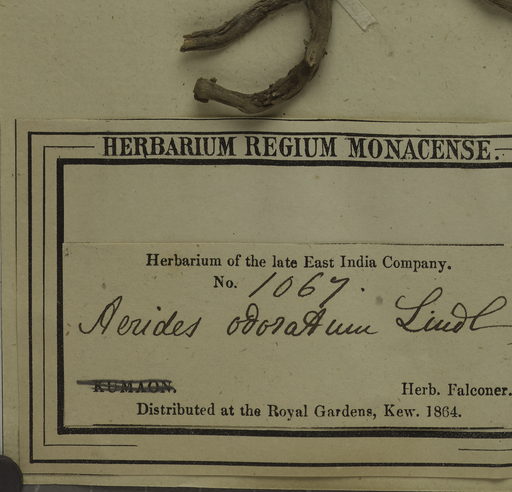 HERBARIUM REGIUM MONACENSE.
Herbarium of the late East India Company.
No. 1067.
Aerides odoratum Lindl
KUMAON.
Herb. Falconer.
Distributed at the Royal Gardens, Kew. 1864.